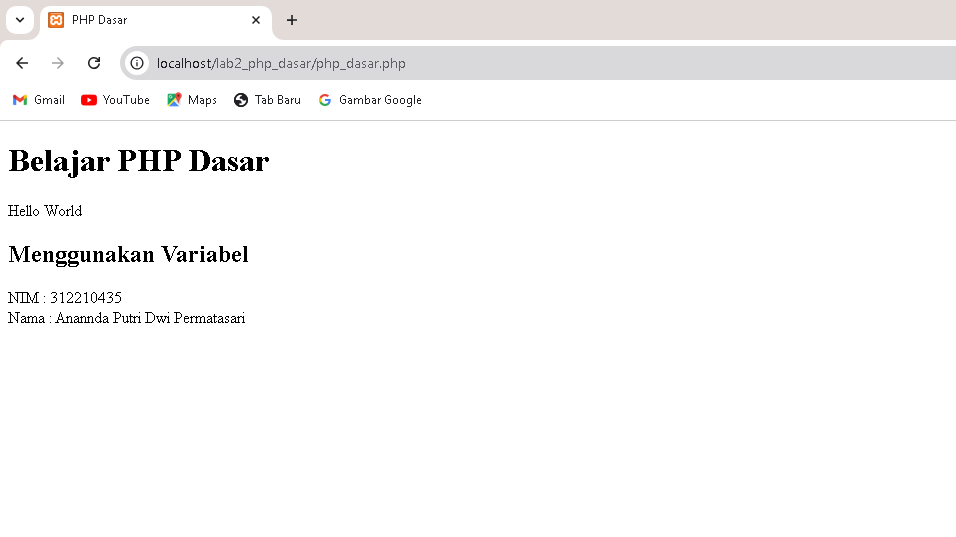 PHP Dasar
localhost/lab2_php_dasar/php_dasar.php
Gmail YouTube Maps Tab Baru Gambar Google
Belajar PHP Dasar
Hello World
Menggunakan Variabel
NIM : 312210435
Nama : Anannda Putri Dwi Permatasari